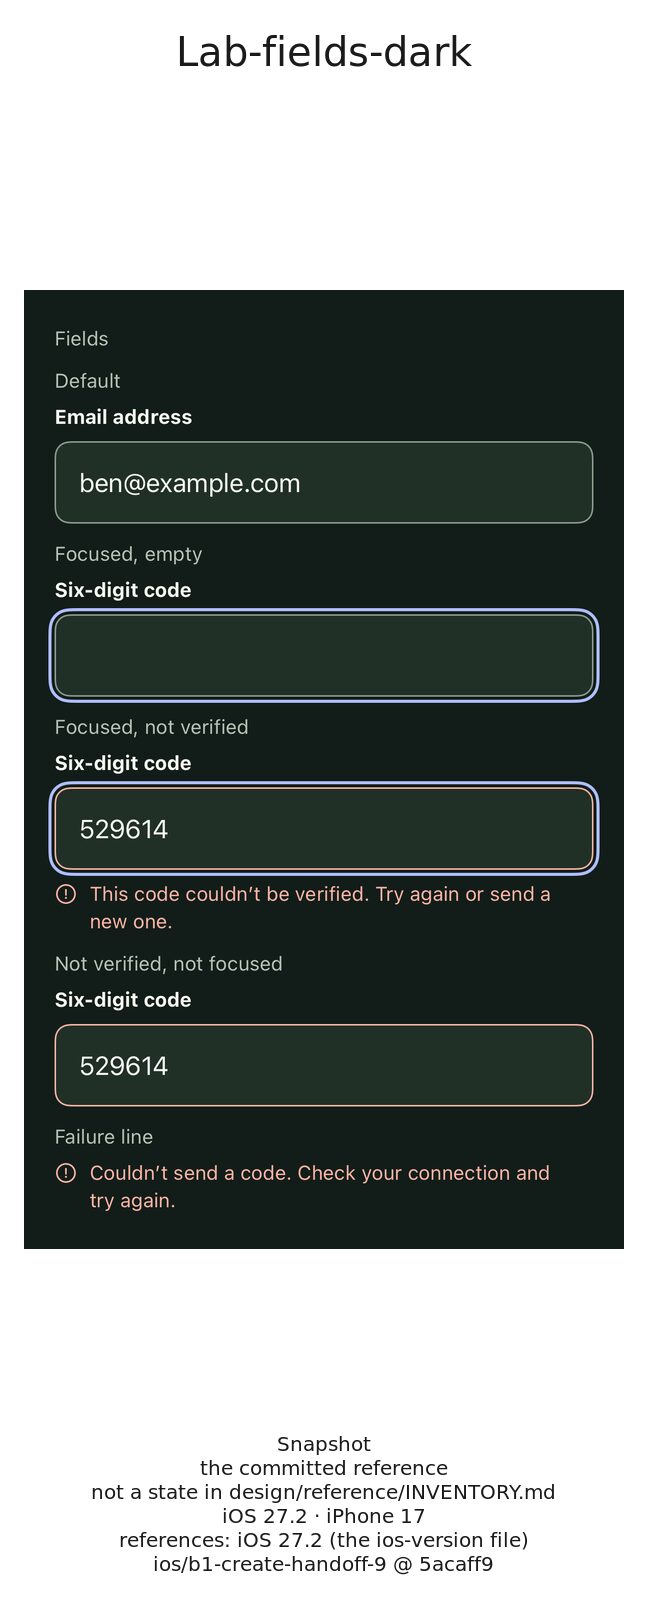 Lab-fields-dark
Fields
Default
Email address
ben@example.com
Focused, empty
Six-digit code
Focused, not verified
Six-digit code
529614
This code couldn’t be verified. Try again or send a
new one.
Not verified, not focused
Six-digit code
529614
Failure line
Couldn’t send a code. Check your connection and
try again.
Snapshot
the committed reference
not a state in design/reference/INVENTORY.md
iOS 27.2 · iPhone 17
references: iOS 27.2 (the ios-version file)
ios/b1-create-handoff-9 @ 5acaff9